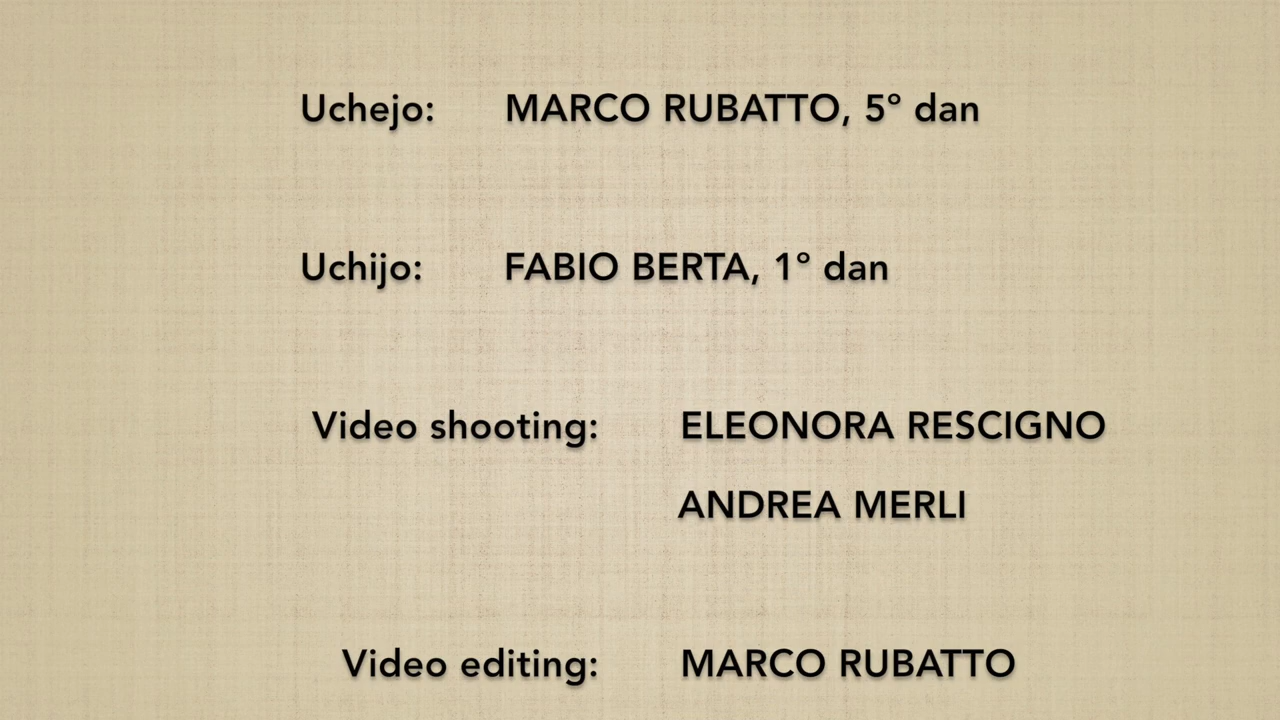 Uchejo: MARCO RUBATTO, 5° dan
Uchijo: FABIO BERTA, 1° dan
Video shooting: ELEONORA RESCIGNO
ANDREA MERLI
Video editing: MARCO RUBATTO